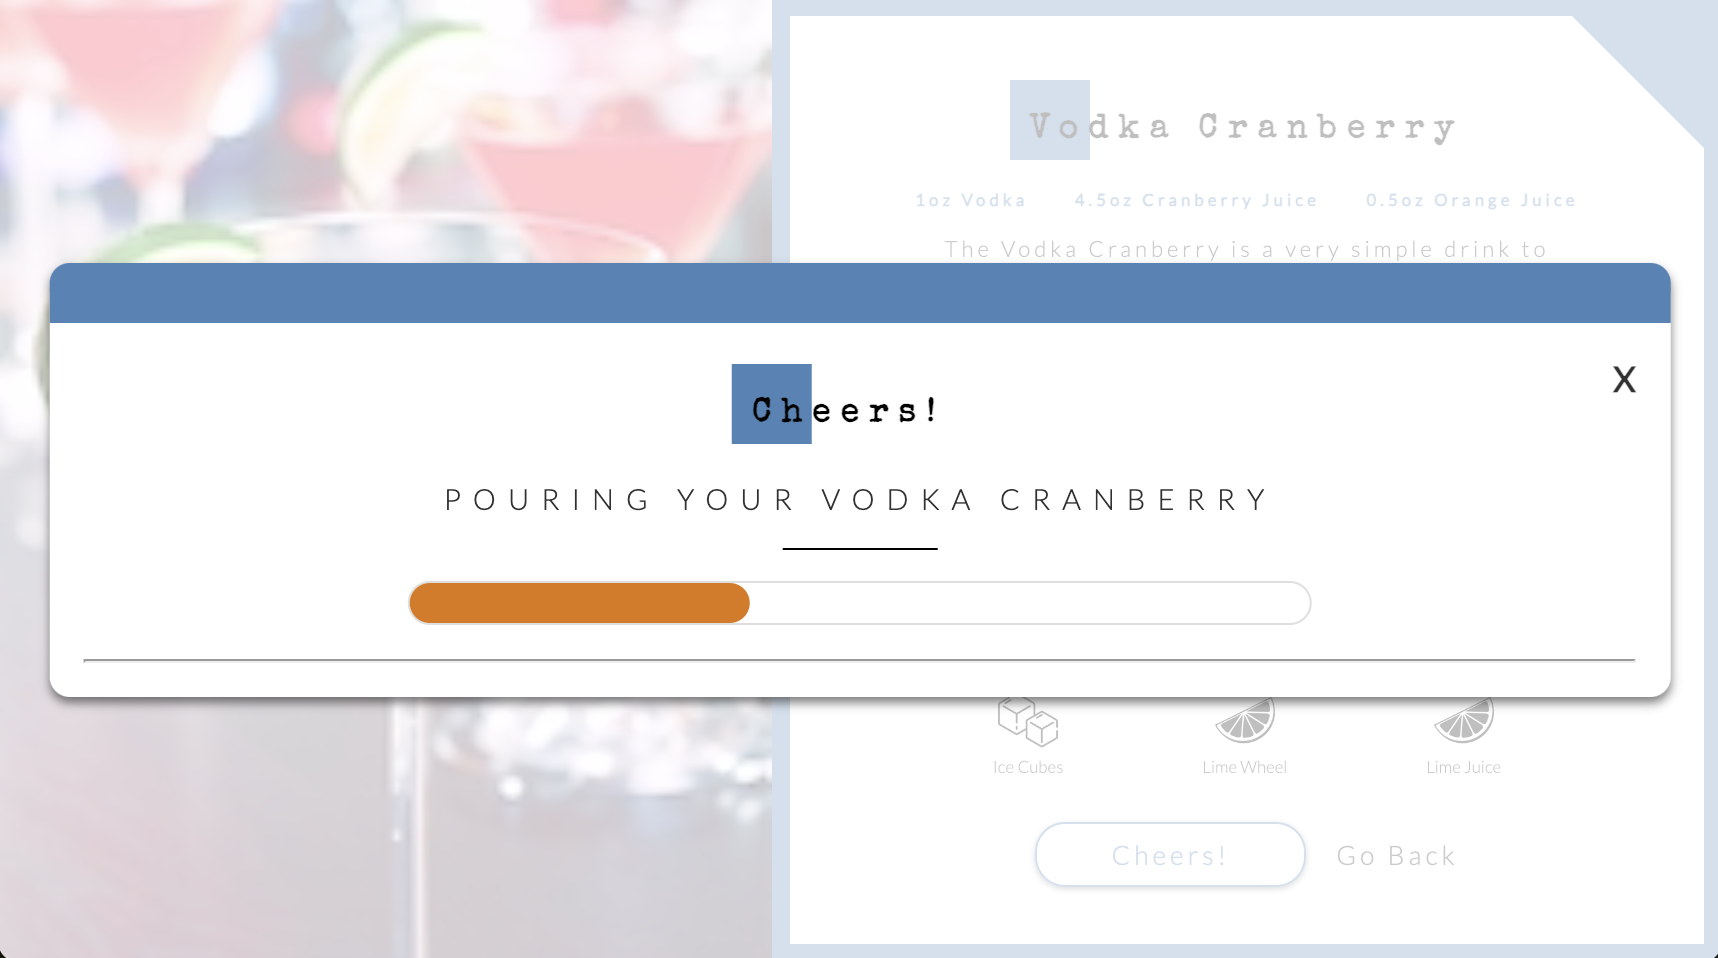 Vodka Cranberry
1oz Vodka 4.5oz Cranberry Juice 0.5oz Orange Juice
The Vodka Cranberry is a very simple drink to
X
Cheers!
POURING YOUR VODKA CRANBERRY
Ice Cubes Lime Wheel Lime Juice
Cheers! Go Back